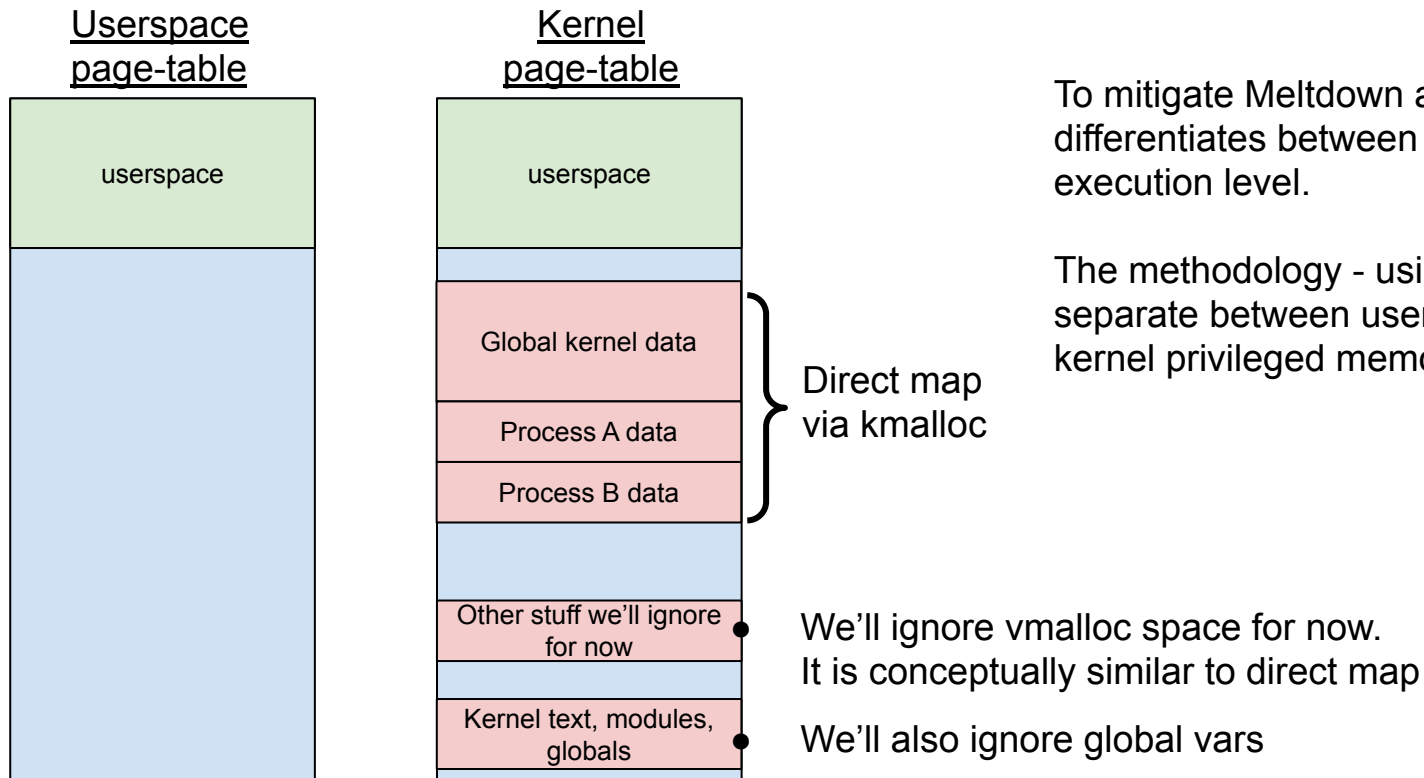 Userspace
page-table
userspace
Kernel
page-table
userspace
Global kernel data
Process A data
Process B data
Other stuff we'll ignore
for now
Kernel text, modules,
globals
Direct map
via kmalloc
We'll ignore vmalloc space for now.
It is conceptually similar to direct map
We'll also ignore global vars
To mitigate Meltdown
differentiates between
execution level.
The methodology -
separate between
kernel privileged